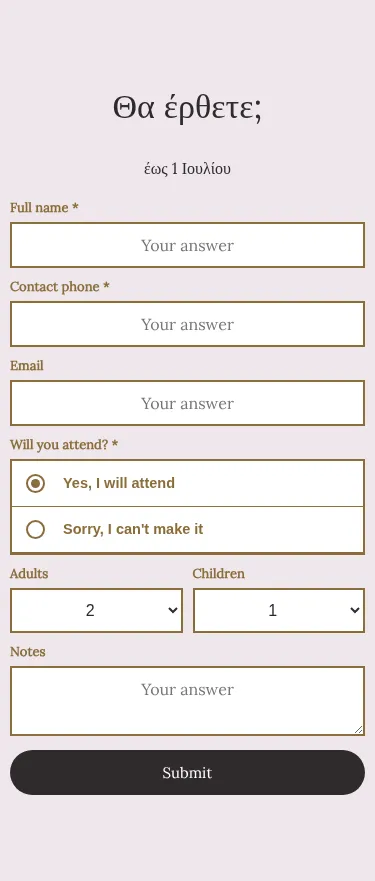 Θα έρθετε;
έως 1 Ιουλίου
Full name *
Your answer
Contact phone *
Your answer
Email
Your answer
Will you attend? *
Yes, I will attend
Sorry, I can't make it
Adults Children
2 1
Notes
Your answer
Submit